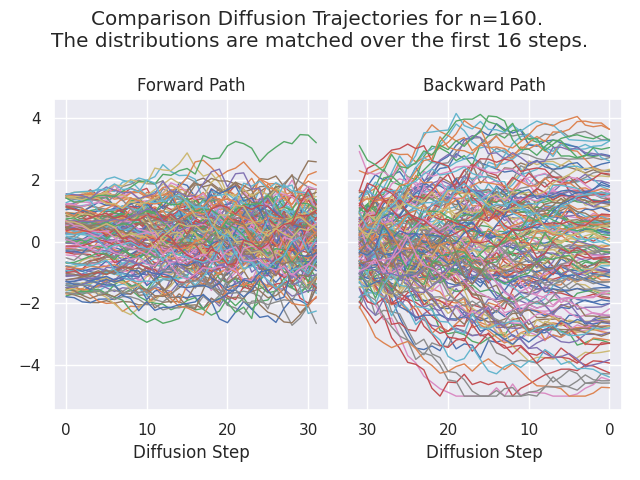 Comparison Diffusion Trajectories for n=160.
The distributions are matched over the first 16 steps.
Forward Path
Backward Path
4
2
0
−2
−4
0 10 20 30
30 20 10 0
Diffusion Step
Diffusion Step